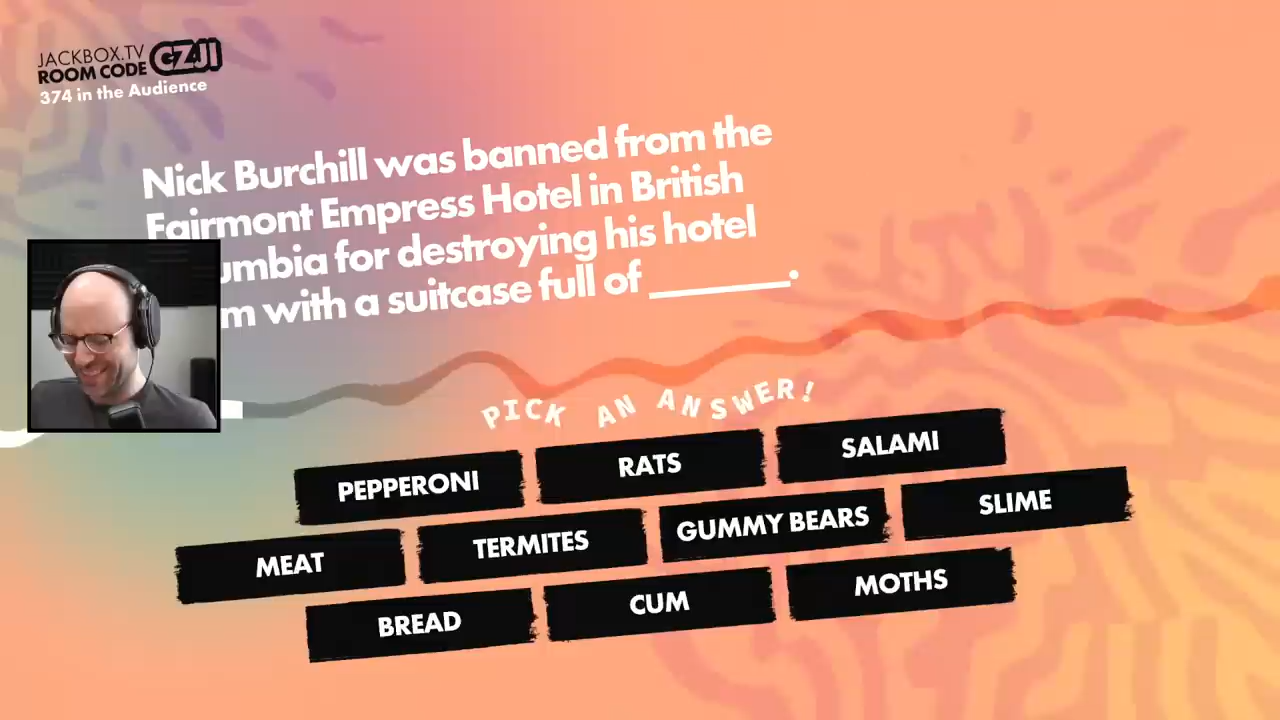 JACKBOX.TV
ROOM CODE GZJI
374 in the Audience
Nick Burchill was banned from the
Fairmont Empress Hotel in British
umbia for destroying his hotel
m with a suitcase full of ______.
PICK AN ANSWER!
PEPPERONI RATS SALAMI
MEAT TERMITES GUMMY BEARS SLIME
BREAD CUM MOTHS